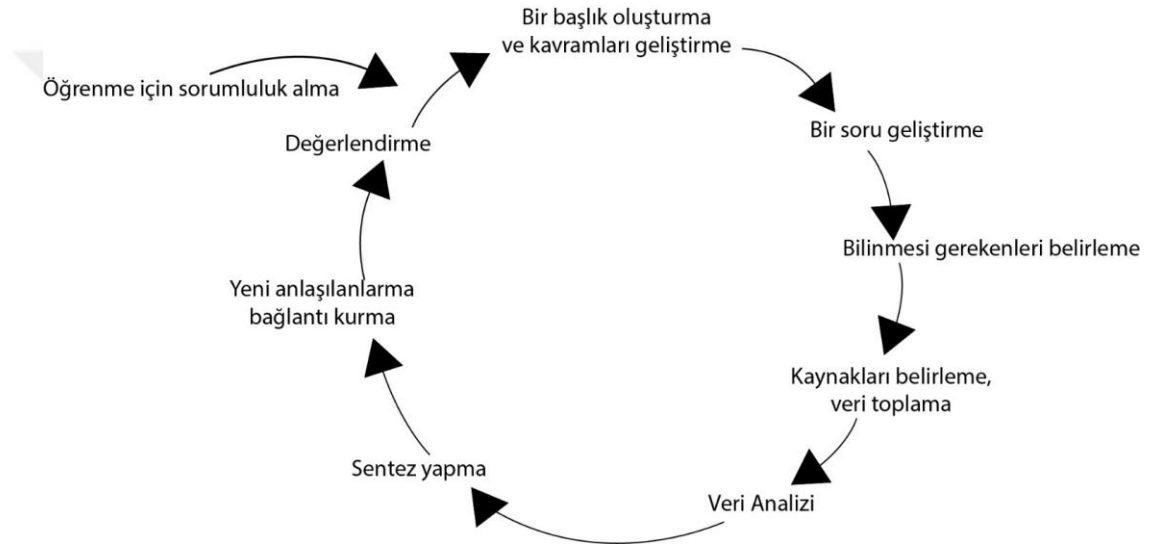 Bir başlık oluşturma
ve kavramları geliştirme
Öğrenme için sorumluluk alma
Bir soru geliştirme
Değerlendirme
Bilinmesi gerekenleri belirleme
Yeni anlaşılanlarma
bağlantı kurma
Kaynakları belirleme,
veri toplama
Sentez yapma
Veri Analizi